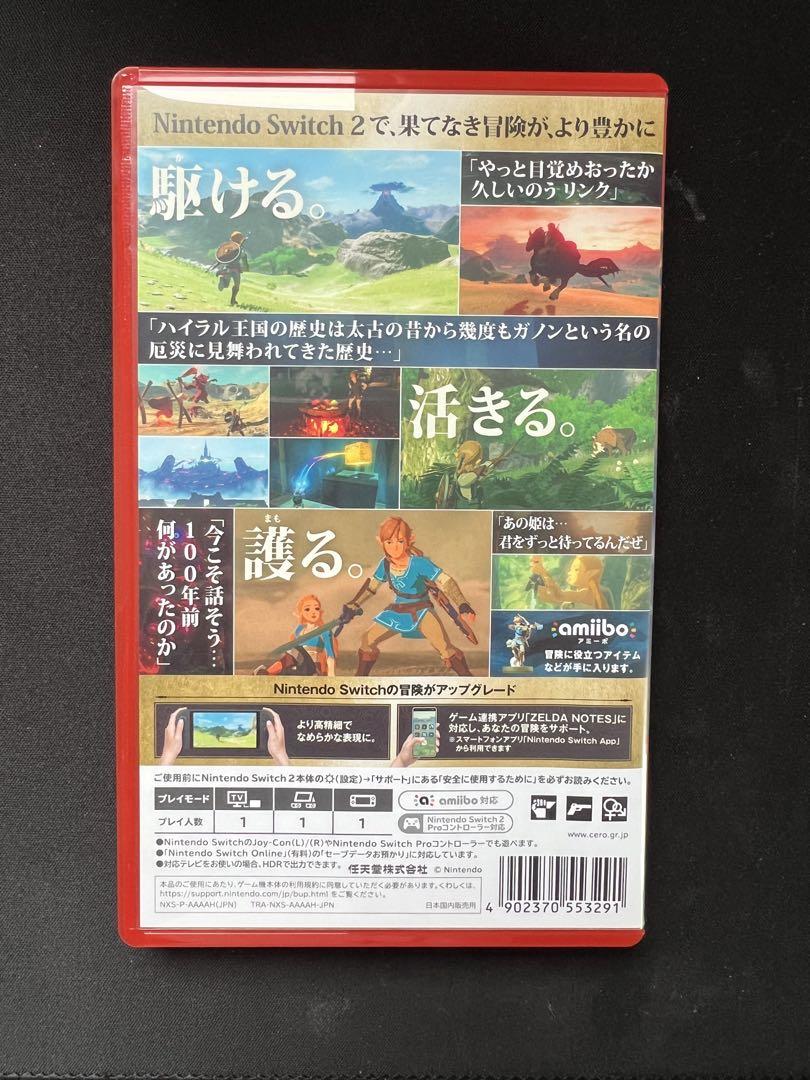 Nintendo Switch 2で、果てなき冒険が、より豊かに
か
駆ける。
「やっと目覚めおったか
久しいのう リンク」
「ハイラル王国の歴史は太古の昔から幾度もガノンという名の
厄災に見舞われてきた歴史…」
活きる。
「今こそ話そう…
100年前
何があったのか」
まも
護る。
「あの姫は…
君をずっと待ってるんだぜ」
amiibo
アミーボ
冒険に役立つアイテム
などが手に入ります。
Nintendo Switchの冒険がアップグレード
より高精細で
なめらかな表現に。
ゲーム連携アプリ「ZELDA NOTES」に
対応し、あなたの冒険をサポート。
※スマートフォンアプリ「Nintendo Switch App」
から利用できます
ご使用前にNintendo Switch 2本体の(設定)→「サポート」にある「安全に使用するために」を必ずお読みください。
プレイモード TV
プレイ人数 1 1 1
amiibo 対応
Nintendo Switch 2
Proコントローラー対応
www.cero.gr.jp
●Nintendo SwitchのJoy-Con(L)/(R)やNintendo Switch Proコントローラーでも遊べます。
●「Nintendo Switch Online」(有料)の「セーブデータお預かり」に対応しています。
●対応テレビをお使いの場合、HDRで出力できます。
任天堂株式会社 © Nintendo
本品のご使用にあたり、ゲーム機本体の利用規約に同意していただく必要があります。くわしくは、
https://support.nintendo.com/jp/bup.html をご覧ください。
NXS-P-AAAAH(JPN) TRA-NXS-AAAAH-JPN 日本国内販売用
4 902370 553291